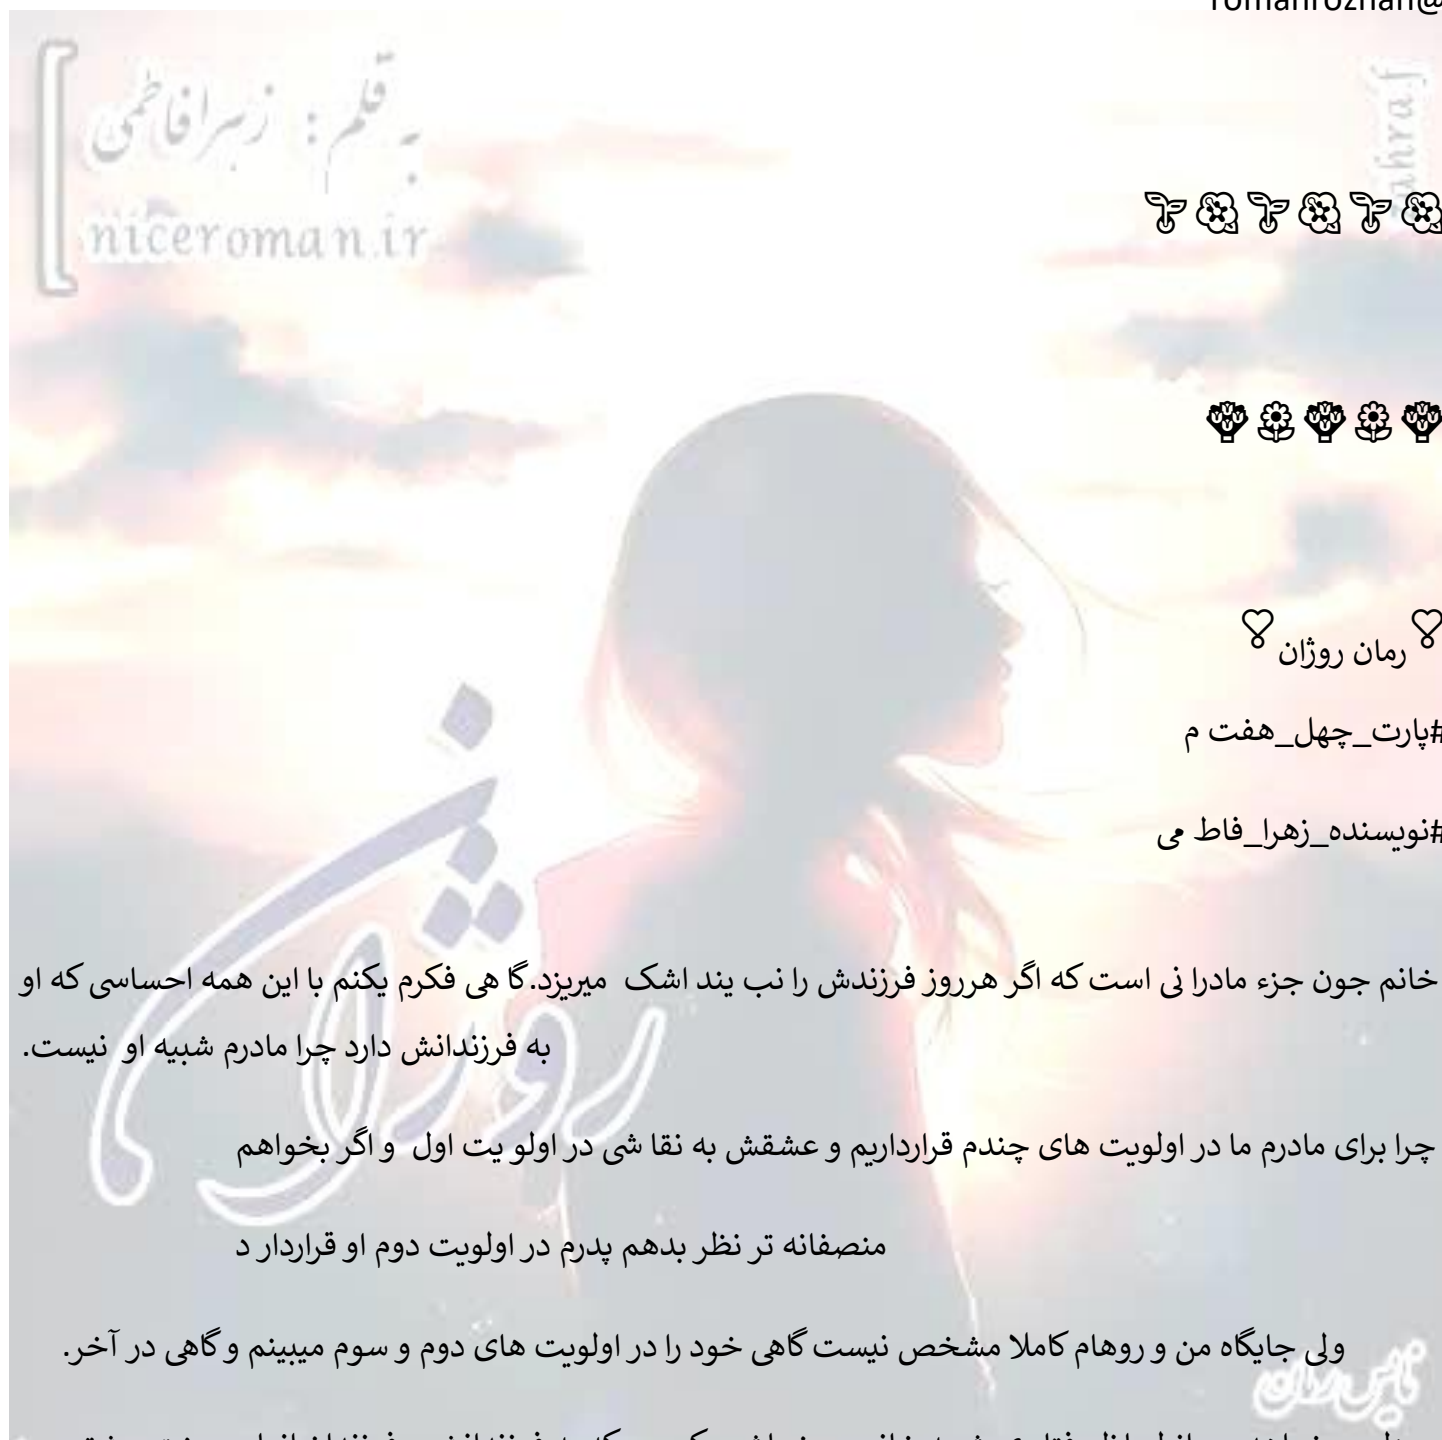 romanrozhan@
به قلم : زهرا فاطمی
niceroman.ir
رمان روژان
#پارت_چهل_هفت م
#نویسنده_زهرا_فاط می
خانم جون جزء مادرا نی است که اگر هرروز فرزندش را نب یند اشک میریزد.گا هی فکرم یکنم با این همه احساسی که او
به فرزندانش دارد چرا مادرم شبیه او نیست.
چرا برای مادرم ما در اولویت های چندم قرارداریم و عشقش به نقا شی در اولو یت اول و اگر بخواهم
منصفانه تر نظر بدهم پدرم در اولویت دوم او قراردار د
ولی جایگاه من و روهام کاملا مشخص نیست گاهی خود را در اولویت های دوم و سوم میبینم و گاهی در آخر.
روژان
نایس رمان